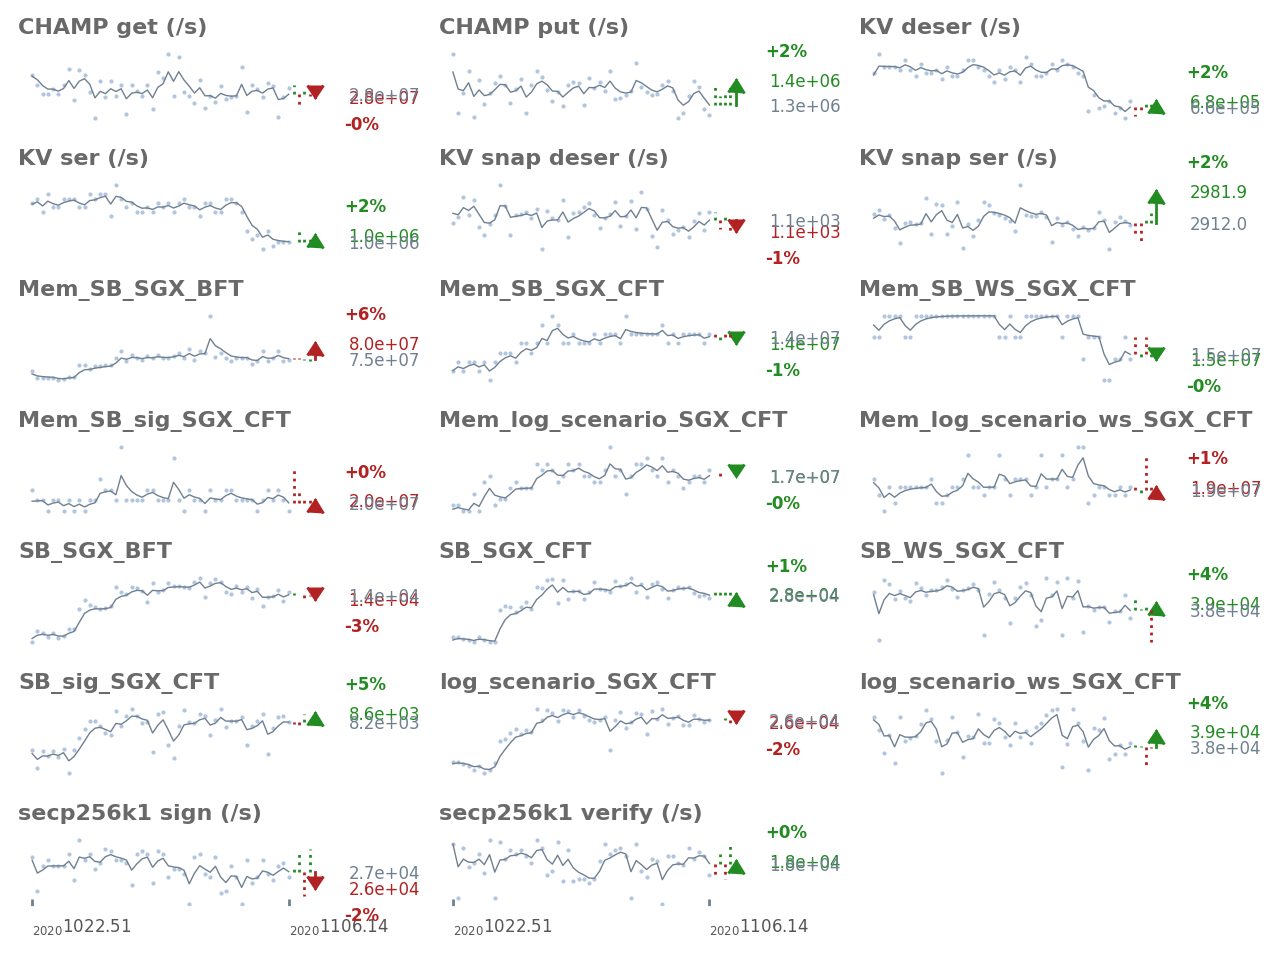 CHAMP get (/s)
2.8e+07
2.8e+07
-0%
CHAMP put (/s)
+2%
1.4e+06
1.3e+06
KV deser (/s)
+2%
6.8e+05
KV ser (/s)
+2%
1.0e+06
1.0e+06
KV snap deser (/s)
1.1e+03
1.1e+03
-1%
KV snap ser (/s)
+2%
2981.9
2912.0
Mem_SB_SGX_BFT
+6%
8.0e+07
7.5e+07
Mem_SB_SGX_CFT
1.4e+07
1.4e+07
-1%
Mem_SB_WS_SGX_CFT
1.5e+07
1.5e+07
-0%
Mem_SB_sig_SGX_CFT
+0%
2.0e+07
2.0e+07
Mem_log_scenario_SGX_CFT
1.7e+07
-0%
Mem_log_scenario_ws_SGX_CFT
+1%
1.9e+07
1.9e+07
SB_SGX_BFT
1.4e+04
1.4e+04
-3%
SB_SGX_CFT
+1%
2.8e+04
2.8e+04
SB_WS_SGX_CFT
+4%
3.9e+04
3.8e+04
SB_sig_SGX_CFT
+5%
8.6e+03
8.2e+03
log_scenario_SGX_CFT
2.6e+04
2.6e+04
-2%
log_scenario_ws_SGX_CFT
+4%
3.9e+04
3.8e+04
secp256k1 sign (/s)
2.7e+04
2.6e+04
-2%
2020 1022.51
2020 1106.14
secp256k1 verify (/s)
+0%
1.8e+04
1.8e+04
2020 1022.51
2020 1106.14